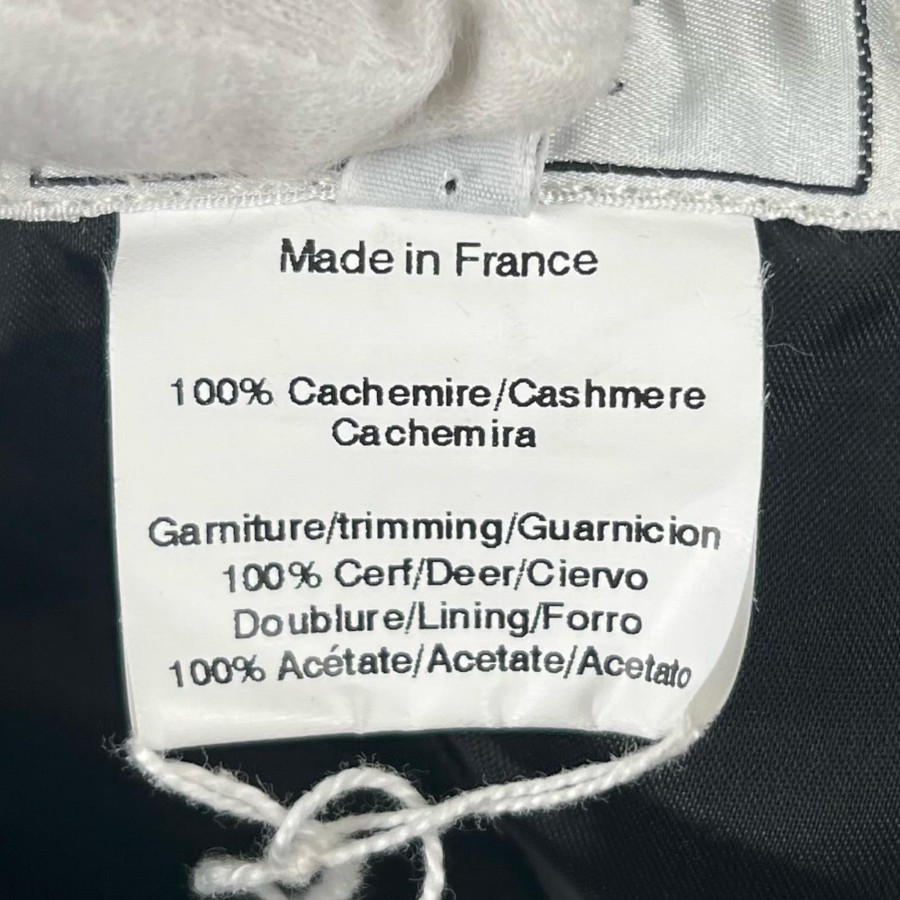 Made in France
100% Cachemire/Cashmere
Cachemira
Garniture/trimming/Guarnicion
100% Cerf/Deer/Ciervo
Doublure/Lining/Forro
100% Acétate/Acetate/Acetato